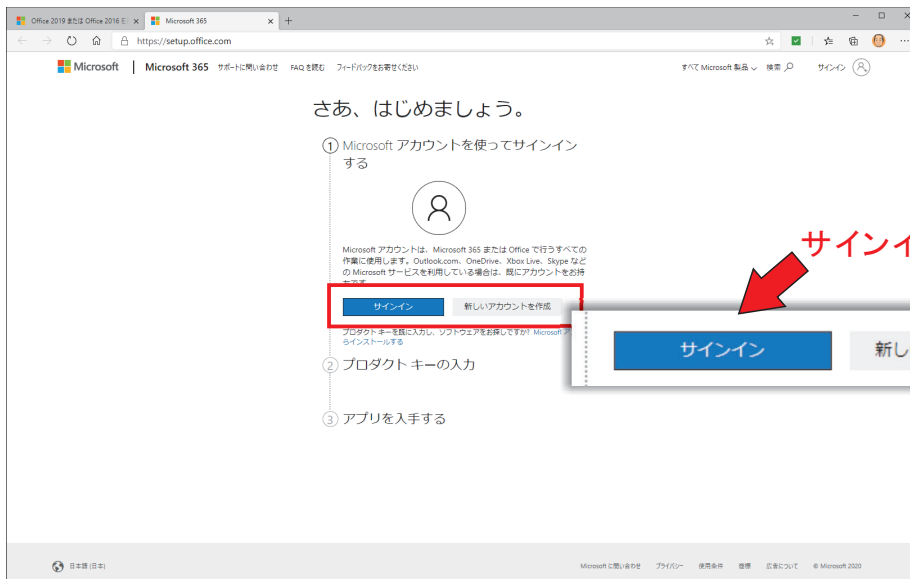 Office 2019 または Office 2016 を
Microsoft 365
https://setup.office.com
Microsoft
Microsoft 365
サポートに問い合わせ
FAQ を読む
フィードバックをお寄せください
すべて Microsoft 製品
検索
サインイン
さあ、はじめましょう。
1 Microsoft アカウントを使ってサインイン
する
Microsoft アカウントは、Microsoft 365 または Office で行うすべての
作業に使用します。Outlook.com、OneDrive、Xbox Live、Skype など
の Microsoft サービスを利用している場合は、既にアカウントをお持
ちです。
サインイン
サインイン
新しいアカウントを作成
サインイン
新し
プロダクト キーを既に入力し、ソフトウェアをお探しですか? Microsoft ア
らインストールする
2 プロダクト キーの入力
3 アプリを入手する
日本語 (日本)
Microsoft に問い合わせ
プライバシー
使用条件
商標
広告について
© Microsoft 2020